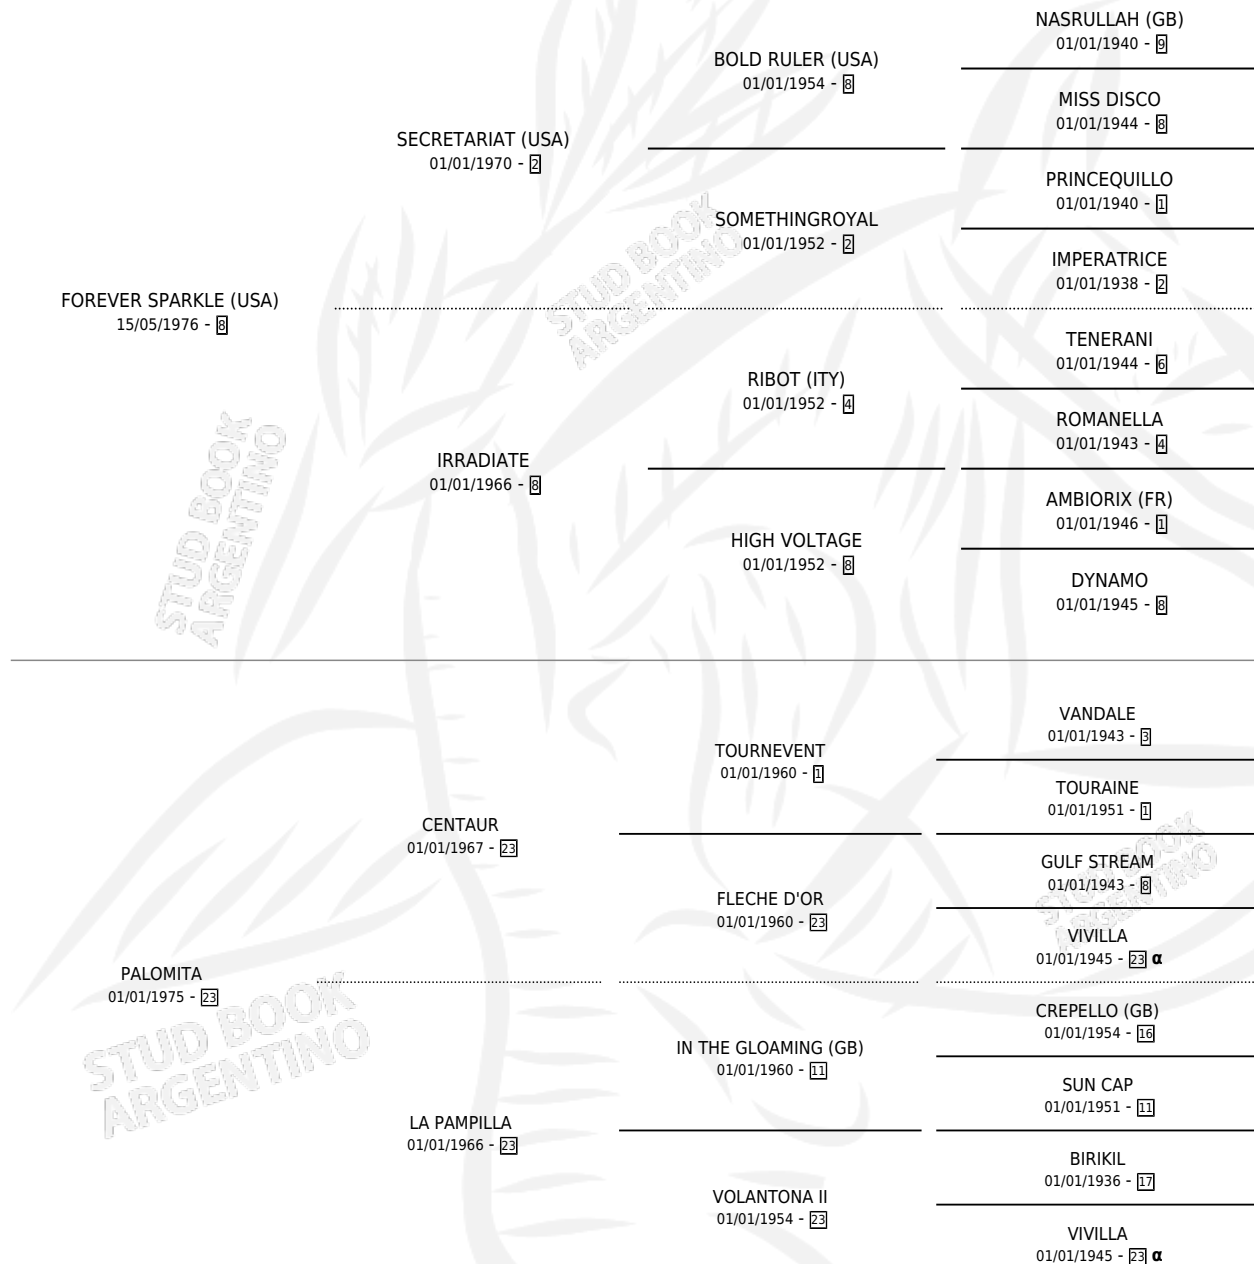 NASRULLAH (GB)
01/01/1940 - 9
BOLD RULER (USA)
01/01/1954 - 8
MISS DISCO
01/01/1944 - 8
SECRETARIAT (USA)
01/01/1970 - 2
PRINCEQUILLO
01/01/1940 - 1
SOMETHINGROYAL
01/01/1952 - 2
IMPERATRICE
01/01/1938 - 2
FOREVER SPARKLE (USA)
15/05/1976 - 8
TENERANI
01/01/1944 - 6
RIBOT (ITY)
01/01/1952 - 4
ROMANELLA
01/01/1943 - 4
IRRADIATE
01/01/1966 - 8
AMBIORIX (FR)
01/01/1946 - 1
HIGH VOLTAGE
01/01/1952 - 8
DYNAMO
01/01/1945 - 8
VANDALE
01/01/1943 - 3
TOURNEVENT
01/01/1960 - 1
TOURAINE
01/01/1951 - 1
CENTAUR
01/01/1967 - 23
GULF STREAM
01/01/1943 - 8
FLECHE D'OR
01/01/1960 - 23
VIVILLA
01/01/1945 - 23 α
PALOMITA
01/01/1975 - 23
CREPELLO (GB)
01/01/1954 - 16
IN THE GLOAMING (GB)
01/01/1960 - 11
SUN CAP
01/01/1951 - 11
LA PAMPILLA
01/01/1966 - 23
BIRIKIL
01/01/1936 - 17
VOLANTONA II
01/01/1954 - 23
VIVILLA
01/01/1945 - 23 α
STUD BOOK
ARGENTINO
STUD BOOK
ARGENTINO
STUD BOOK
ARGENTINO
STUD BOOK
ARGENTINO